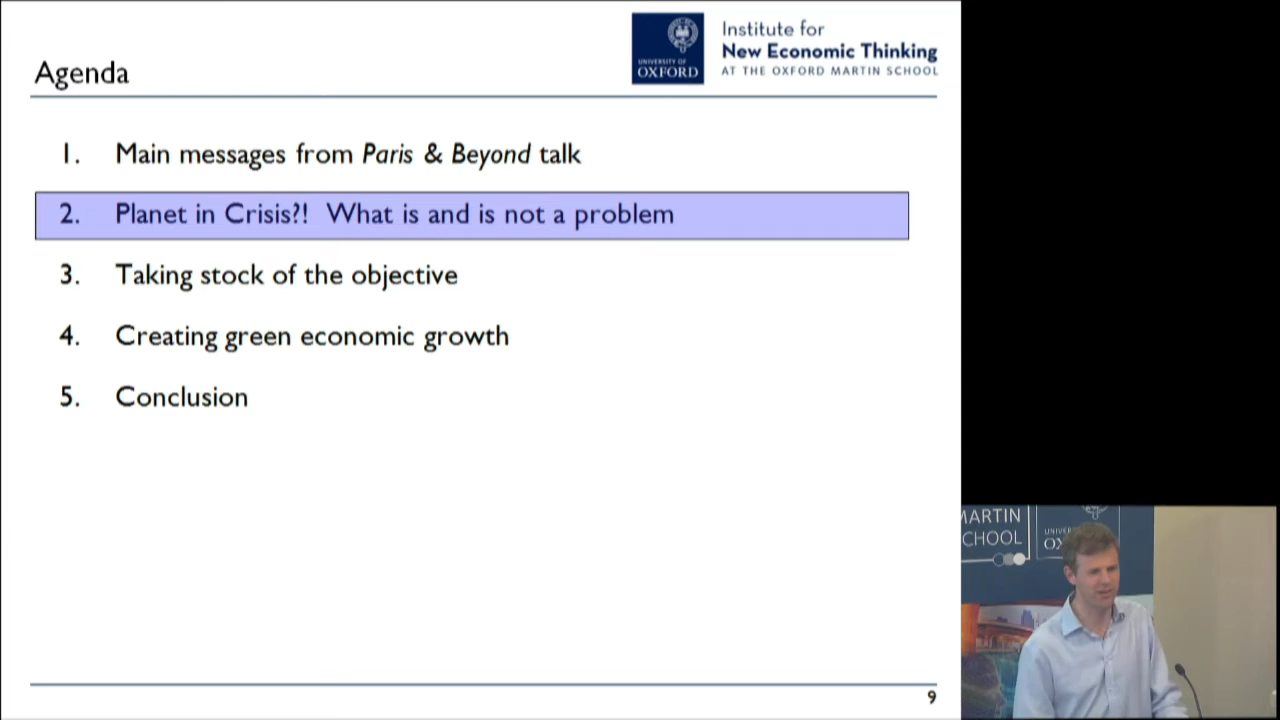 Agenda
UNIVERSITY OF
OXFORD
Institute for
New Economic Thinking
AT THE OXFORD MARTIN SCHOOL
1. Main messages from Paris & Beyond talk
2. Planet in Crisis?! What is and is not a problem
3. Taking stock of the objective
4. Creating green economic growth
5. Conclusion
9
MARTIN
CHOOL
UNIVE
OX